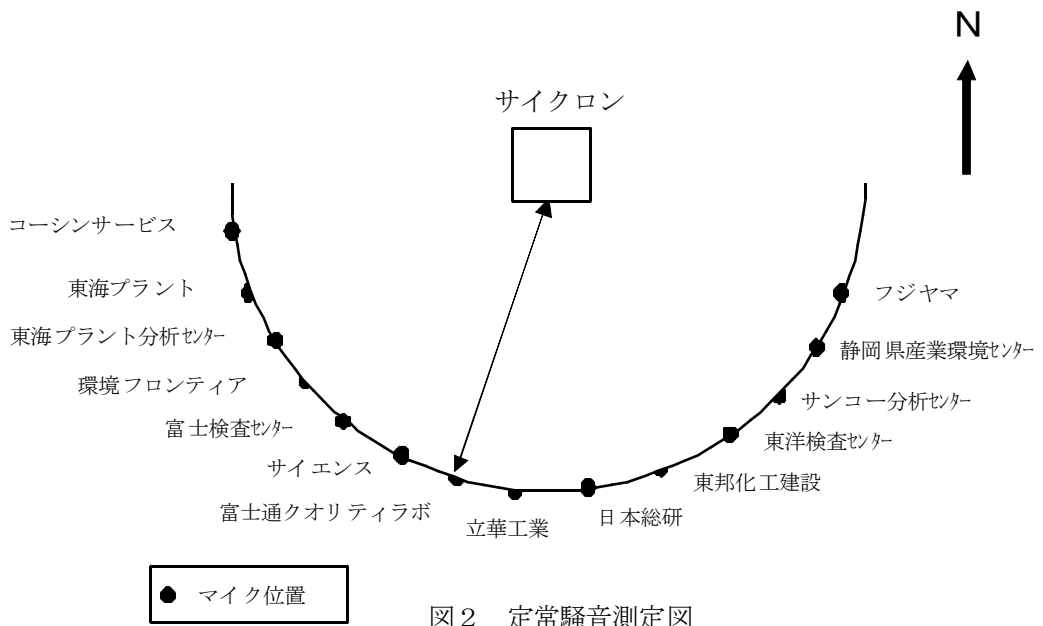 N
サイクロン
コーシンサービス
東海プラント
フジヤマ
東海プラント分析センター
静岡県産業環境センター
環境フロンティア
サンコー分析センター
富士検査センター
東洋検査センター
サイエンス
東邦化工建設
富士通クオリティラボ
立華工業
日本総研
マイク位置
図2 定常騒音測定図